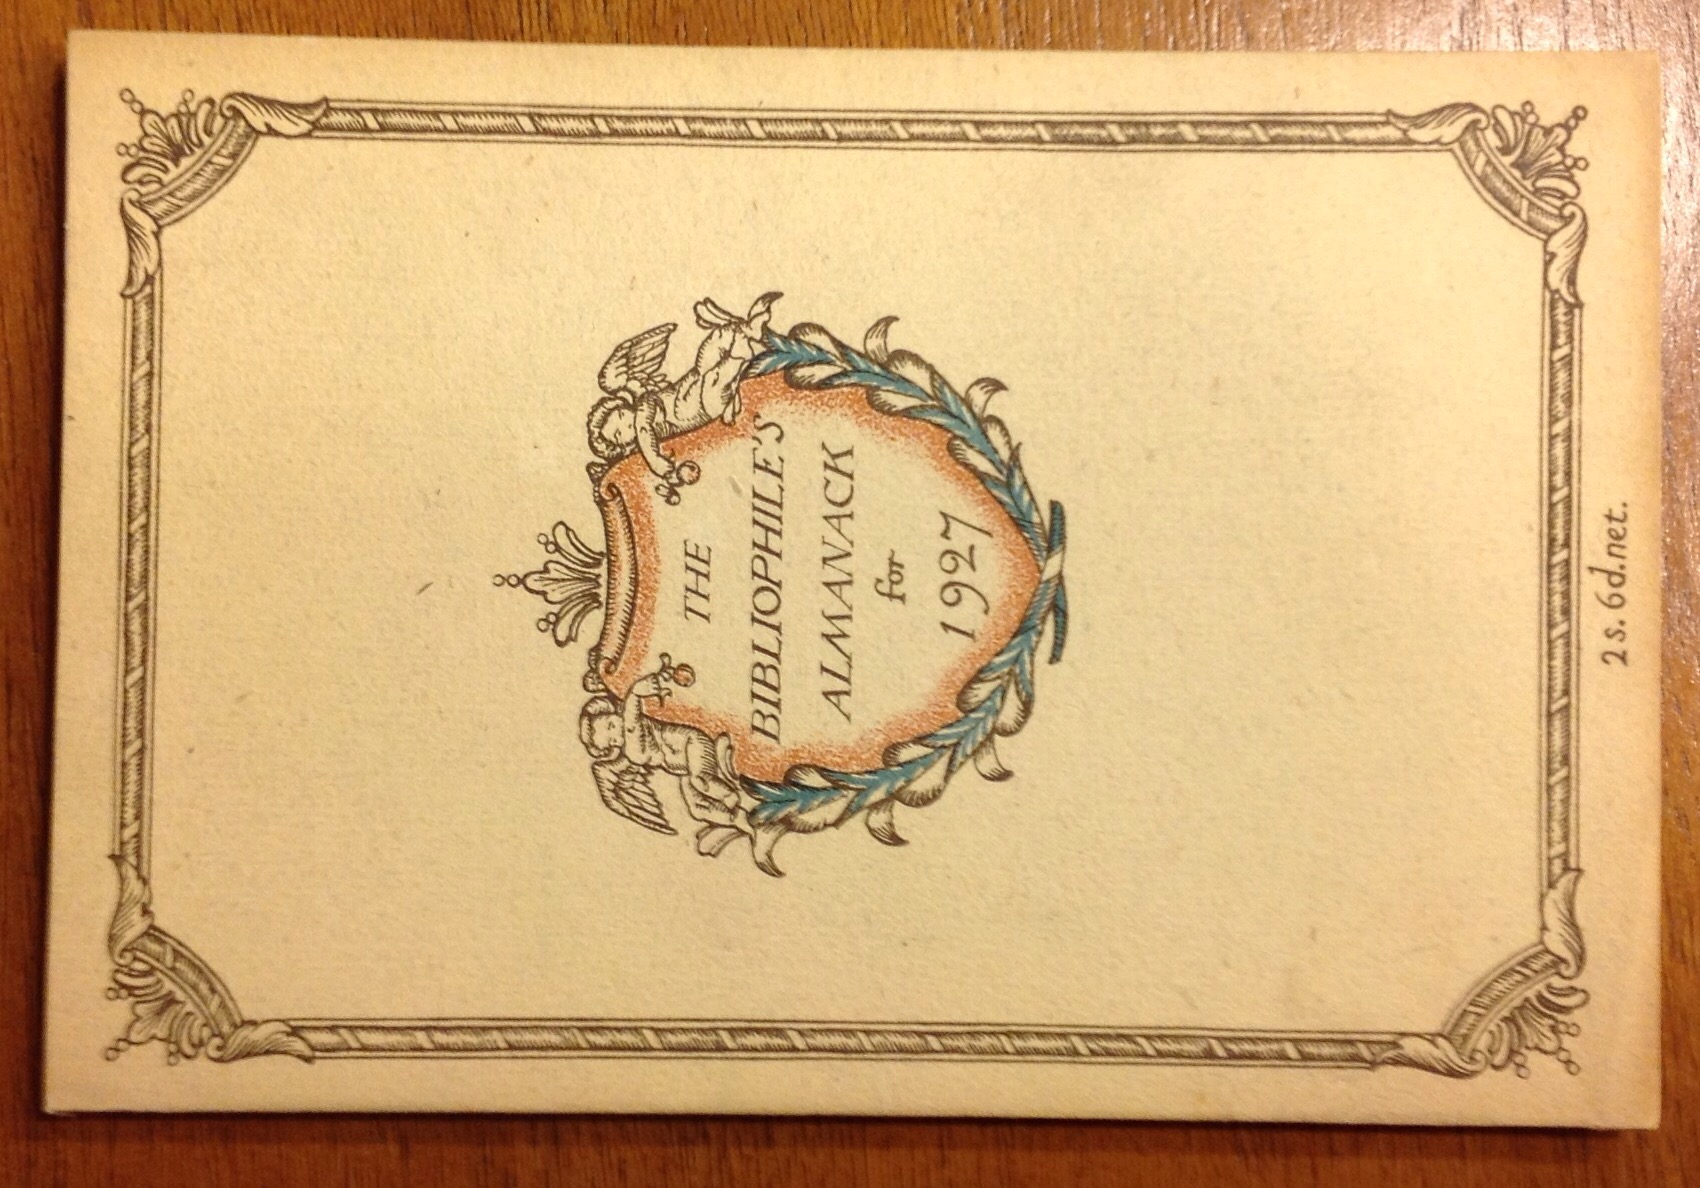 THE
BIBLIOPHILE'S
ALMANACK
for
1927
2s. 6d. net.